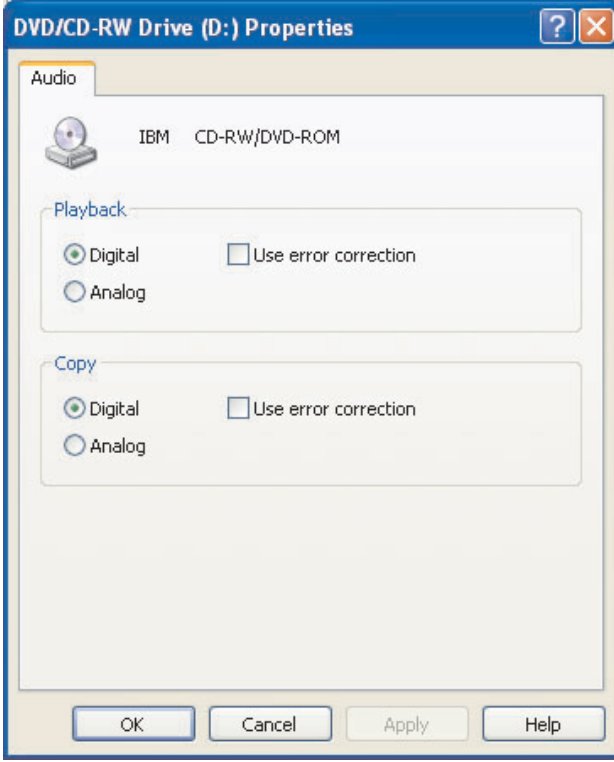 DVD/CD-RW Drive (D:) Properties
Audio
IBM CD-RW/DVD-ROM
Playback
Digital Use error correction
Analog
Copy
Digital Use error correction
Analog
OK Cancel Apply Help